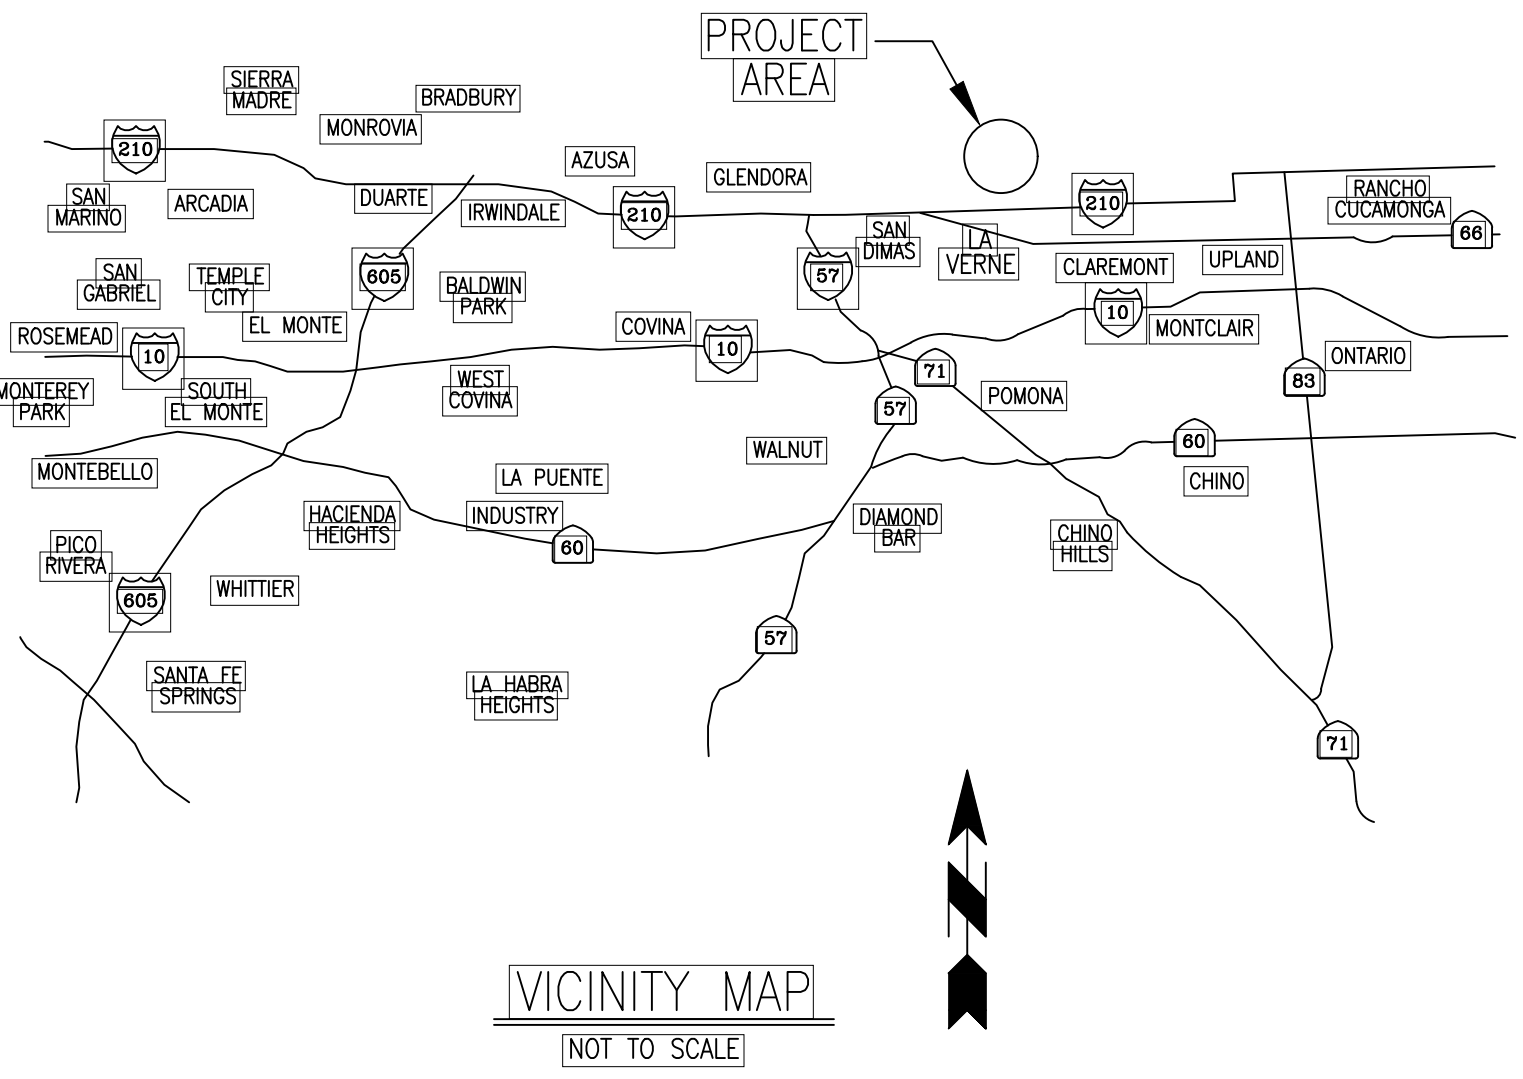 PROJECT
AREA
SIERRA
MADRE
BRADBURY
MONROVIA
210
AZUSA
GLENDORA
SAN
MARINO
ARCADIA
DUARTE
IRWINDALE
210
210
RANCHO
CUCAMONGA
66
SAN
DIMAS
LA
VERNE
CLAREMONT
UPLAND
SAN
GABRIEL
TEMPLE
CITY
605
BALDWIN
PARK
57
ROSEMEAD
EL MONTE
COVINA
10
MONTCLAIR
10
10
ONTARIO
MONTEREY
PARK
SOUTH
EL MONTE
WEST
COVINA
71
57
POMONA
83
MONTEBELLO
LA PUENTE
WALNUT
60
CHINO
HACIENDA
HEIGHTS
INDUSTRY
60
DIAMOND
BAR
CHINO
HILLS
PICO
RIVERA
605
WHITTIER
57
SANTA FE
SPRINGS
LA HABRA
HEIGHTS
71
N
VICINITY MAP
NOT TO SCALE